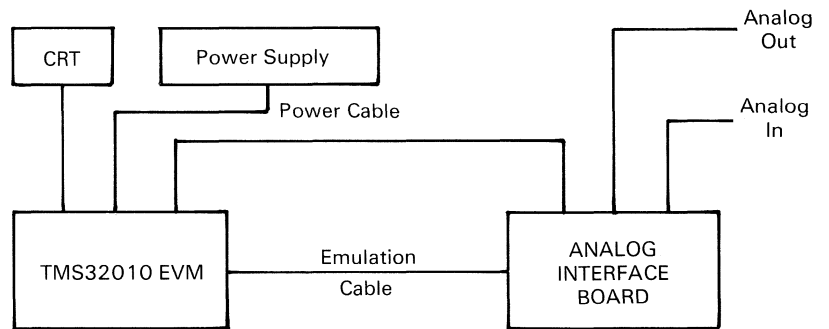 Analog
Out
CRT
Power Supply
Power Cable
Analog
In
TMS32010 EVM
Emulation
Cable
ANALOG
INTERFACE
BOARD